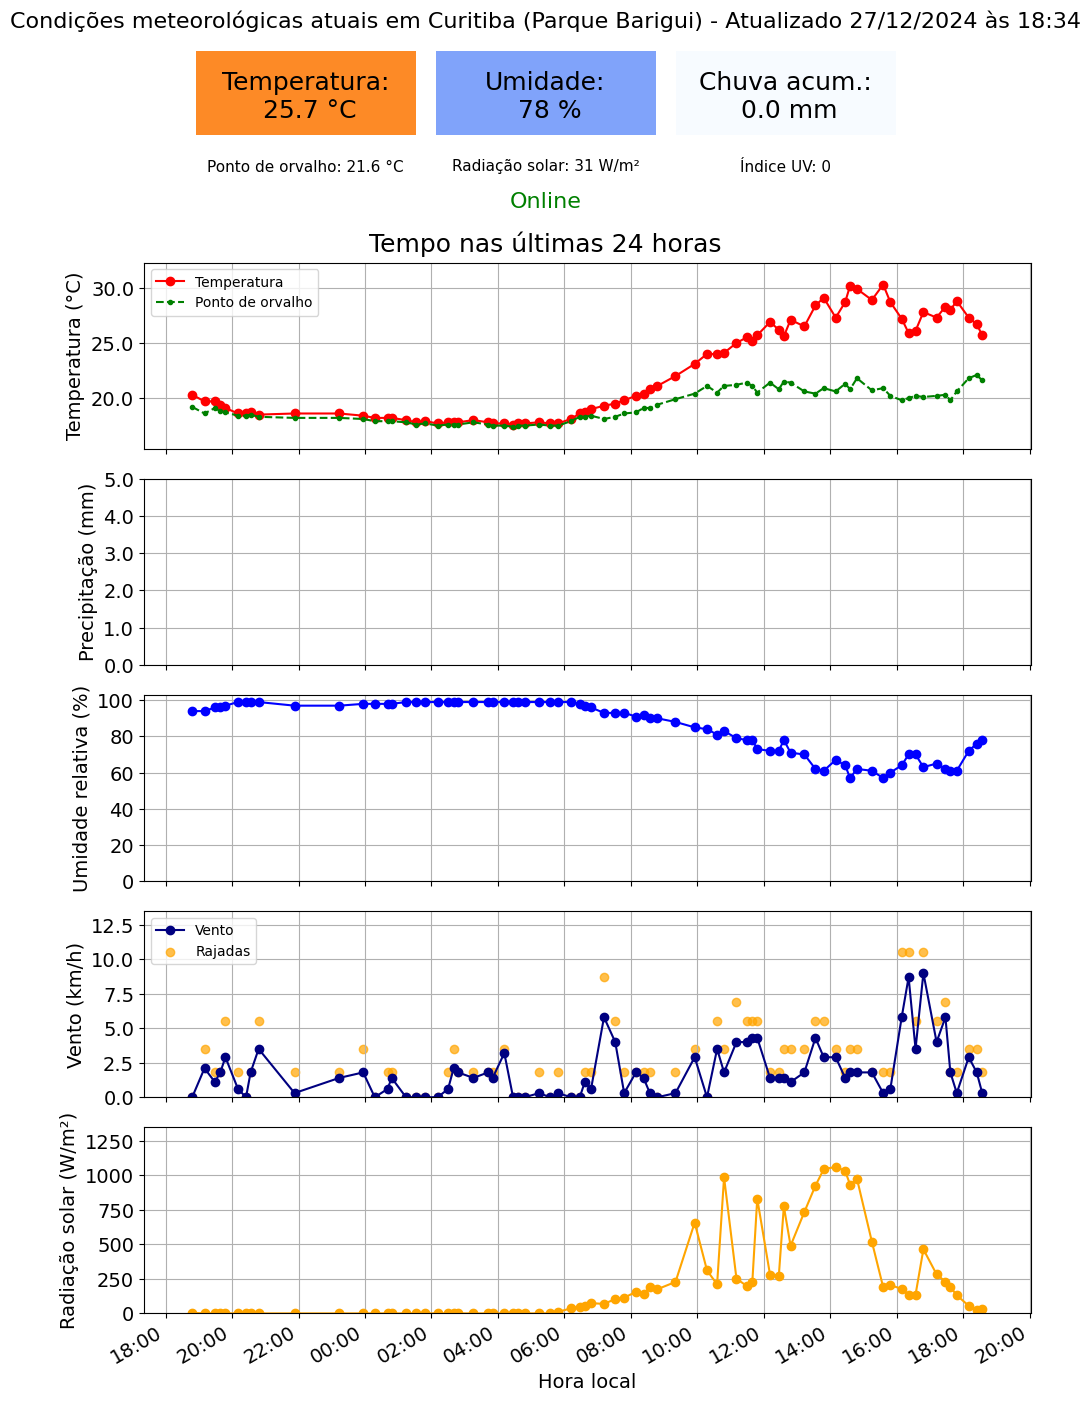 Condições meteorológicas atuais em Curitiba (Parque Barigui) - Atualizado 27/12/2024 às 18:34
Temperatura:
25.7 °C
Umidade:
78 %
Chuva acum.:
0.0 mm
Ponto de orvalho: 21.6 °C
Radiação solar: 31 W/m²
Índice UV: 0
Online
Tempo nas últimas 24 horas
Temperatura (°C)
30.0
25.0
20.0
Temperatura
Ponto de orvalho
Precipitação (mm)
5.0
4.0
3.0
2.0
1.0
0.0
Umidade relativa (%)
100
80
60
40
20
0
Vento (km/h)
12.5
10.0
7.5
5.0
2.5
0.0
Vento
Rajadas
Radiação solar (W/m²)
1250
1000
750
500
250
0
18:00
20:00
22:00
00:00
02:00
04:00
06:00
08:00
10:00
12:00
14:00
16:00
18:00
20:00
Hora local